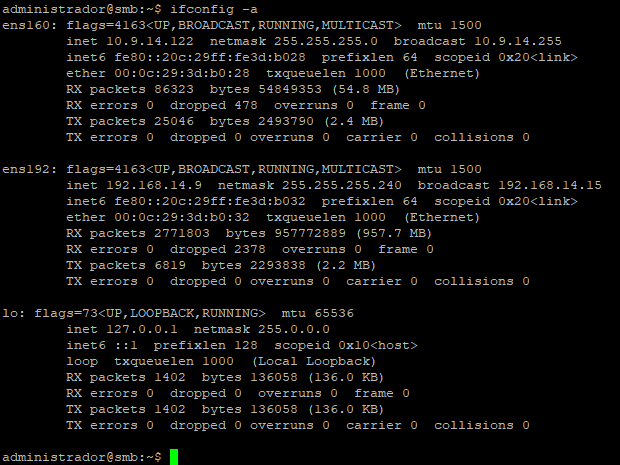 administrador@smb:~$ ifconfig -a
ens160: flags=4163<UP,BROADCAST,RUNNING,MULTICAST>  mtu 1500
        inet 10.9.14.122  netmask 255.255.255.0  broadcast 10.9.14.255
        inet6 fe80::20c:29ff:fe3d:b028  prefixlen 64  scopeid 0x20<link>
        ether 00:0c:29:3d:b0:28  txqueuelen 1000  (Ethernet)
        RX packets 86323  bytes 54849353 (54.8 MB)
        RX errors 0  dropped 478  overruns 0  frame 0
        TX packets 25046  bytes 2493790 (2.4 MB)
        TX errors 0  dropped 0 overruns 0  carrier 0  collisions 0

ens192: flags=4163<UP,BROADCAST,RUNNING,MULTICAST>  mtu 1500
        inet 192.168.14.9  netmask 255.255.255.240  broadcast 192.168.14.15
        inet6 fe80::20c:29ff:fe3d:b032  prefixlen 64  scopeid 0x20<link>
        ether 00:0c:29:3d:b0:32  txqueuelen 1000  (Ethernet)
        RX packets 2771803  bytes 957772889 (957.7 MB)
        RX errors 0  dropped 2378  overruns 0  frame 0
        TX packets 6819  bytes 2293838 (2.2 MB)
        TX errors 0  dropped 0 overruns 0  carrier 0  collisions 0

lo: flags=73<UP,LOOPBACK,RUNNING>  mtu 65536
        inet 127.0.0.1  netmask 255.0.0.0
        inet6 ::1  prefixlen 128  scopeid 0x10<host>
        loop  txqueuelen 1000  (Local Loopback)
        RX packets 1402  bytes 136058 (136.0 KB)
        RX errors 0  dropped 0  overruns 0  frame 0
        TX packets 1402  bytes 136058 (136.0 KB)
        TX errors 0  dropped 0 overruns 0  carrier 0  collisions 0

administrador@smb:~$